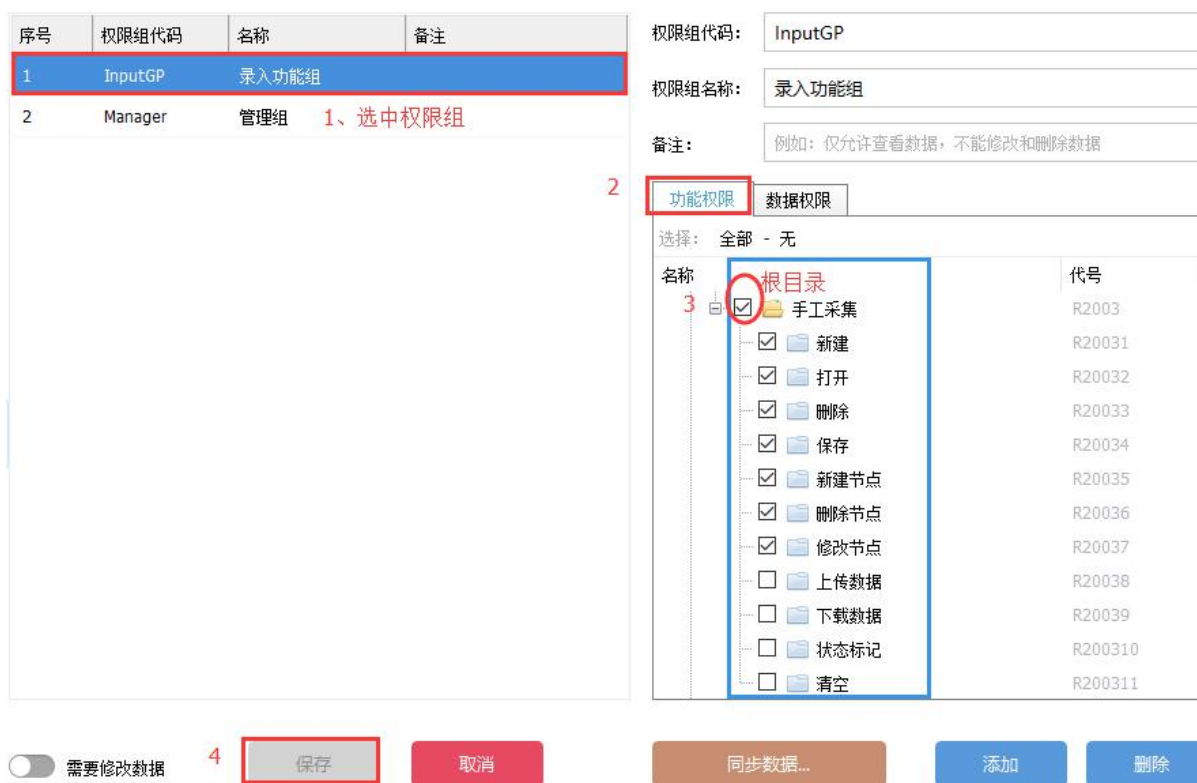 序号 权限组代码 名称 备注
1 InputGP 录入功能组
2 Manager 管理组 1、选中权限组
权限组代码： InputGP
权限组名称： 录入功能组
备注： 例如：仅允许查看数据，不能修改和删除数据
2 功能权限 数据权限
选择： 全部 - 无
名称 根目录 代号
3 手工采集 R2003
新建 R20031
打开 R20032
删除 R20033
保存 R20034
新建节点 R20035
删除节点 R20036
修改节点 R20037
上传数据 R20038
下载数据 R20039
状态标记 R200310
清空 R200311
需要修改数据 4 保存 取消 同步数据... 添加 删除